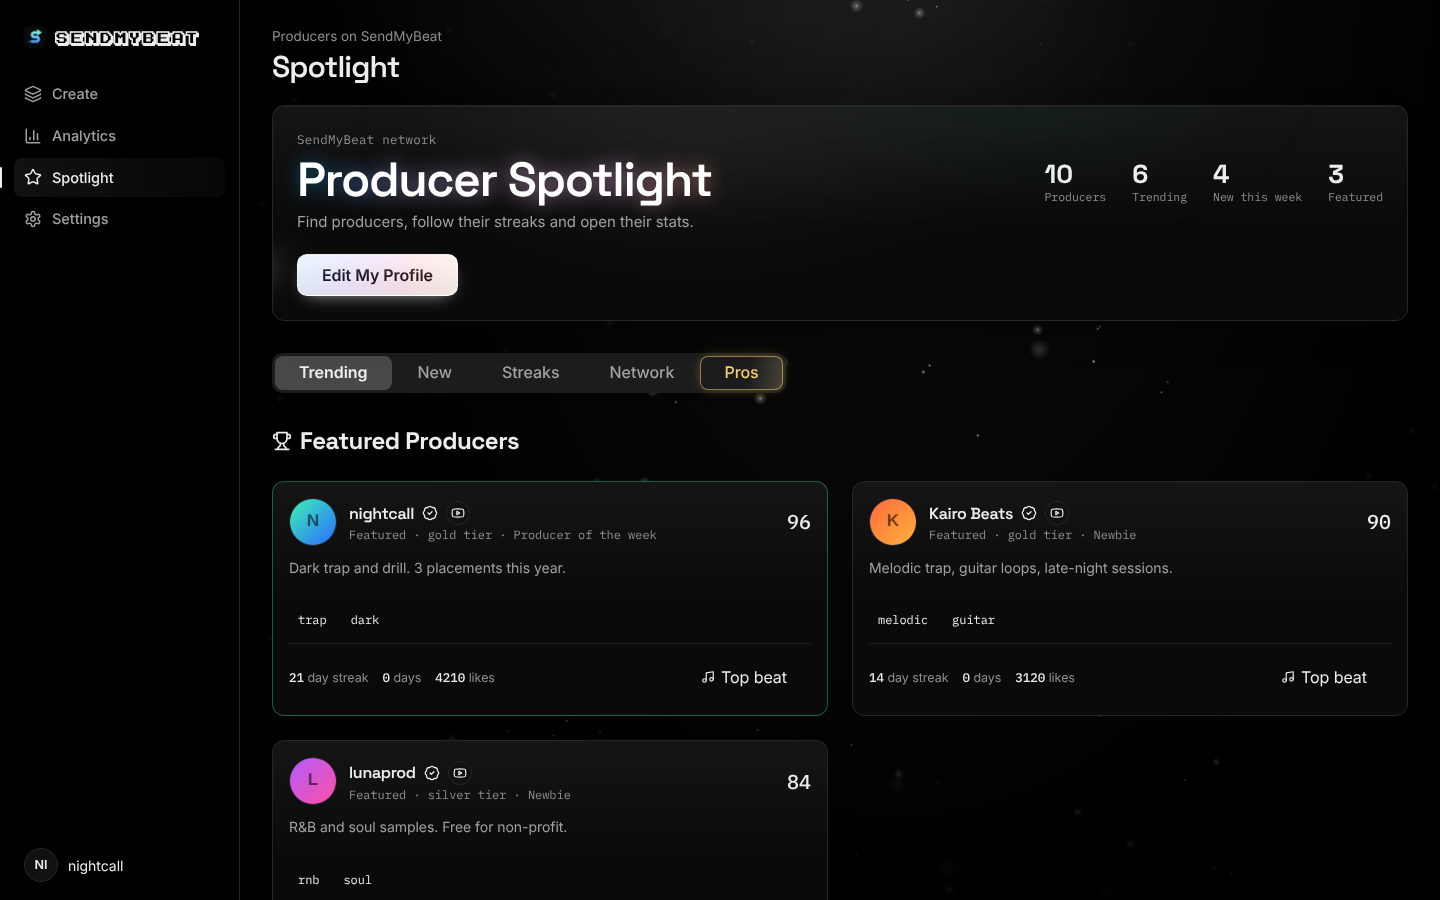 SENDMYBEAT
Create
Analytics
Spotlight
Settings
NI nightcall
Producers on SendMyBeat
Spotlight
SendMyBeat network
Producer Spotlight
Find producers, follow their streaks and open their stats.
Edit My Profile
10 6 4 3
Producers Trending New this week Featured
Trending New Streaks Network Pros
Featured Producers
N nightcall 96
Featured · gold tier · Producer of the week
Dark trap and drill. 3 placements this year.
trap dark
21 day streak 0 days 4210 likes Top beat
K Kairo Beats 90
Featured · gold tier · Newbie
Melodic trap, guitar loops, late-night sessions.
melodic guitar
14 day streak 0 days 3120 likes Top beat
L lunaprod 84
Featured · silver tier · Newbie
R&B and soul samples. Free for non-profit.
rnb soul